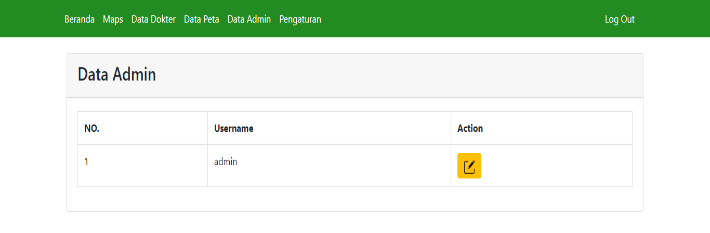 Beranda Maps Data Dokter Data Peta Data Admin Pengaturan Log Out
Data Admin
NO. Username Action
1 admin